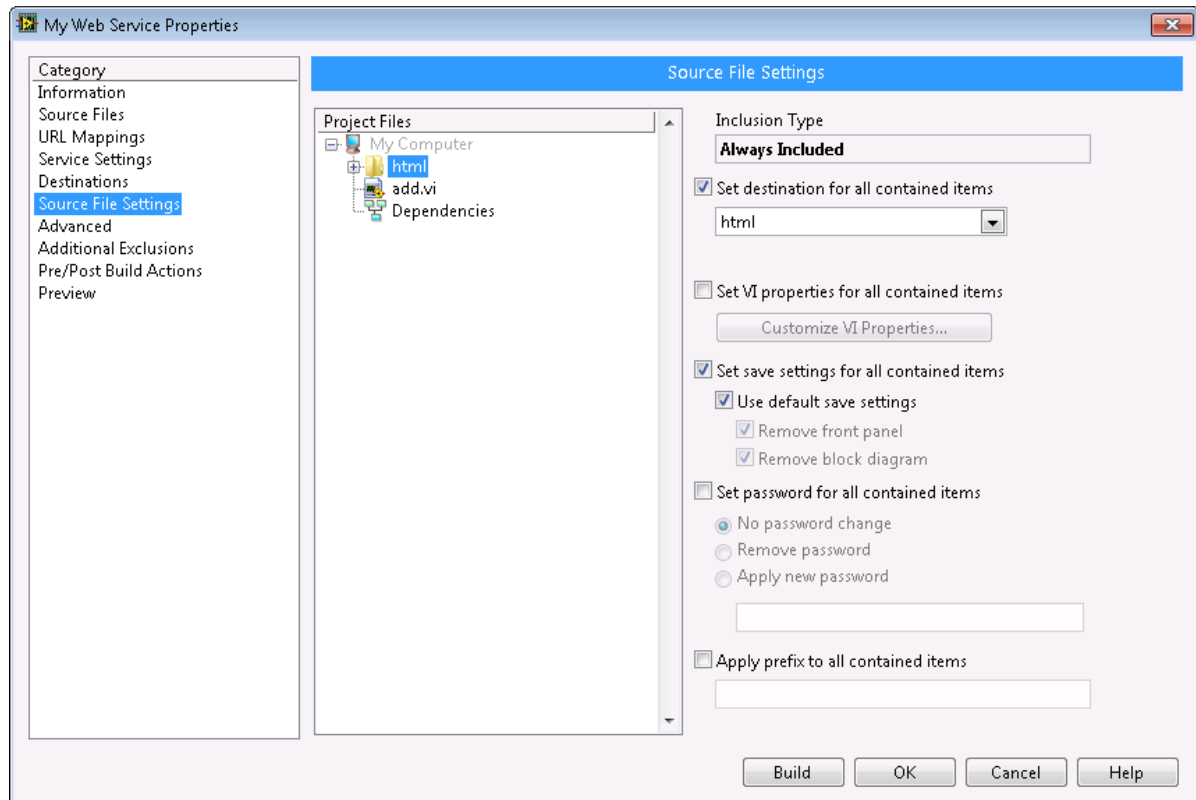 My Web Service Properties
Category
Information
Source Files
URL Mappings
Service Settings
Destinations
Source File Settings
Advanced
Additional Exclusions
Pre/Post Build Actions
Preview
Source File Settings
Project Files
My Computer
html
add.vi
Dependencies
Inclusion Type
Always Included
Set destination for all contained items
html
Set VI properties for all contained items
Customize VI Properties...
Set save settings for all contained items
Use default save settings
Remove front panel
Remove block diagram
Set password for all contained items
No password change
Remove password
Apply new password
Apply prefix to all contained items
Build
OK
Cancel
Help